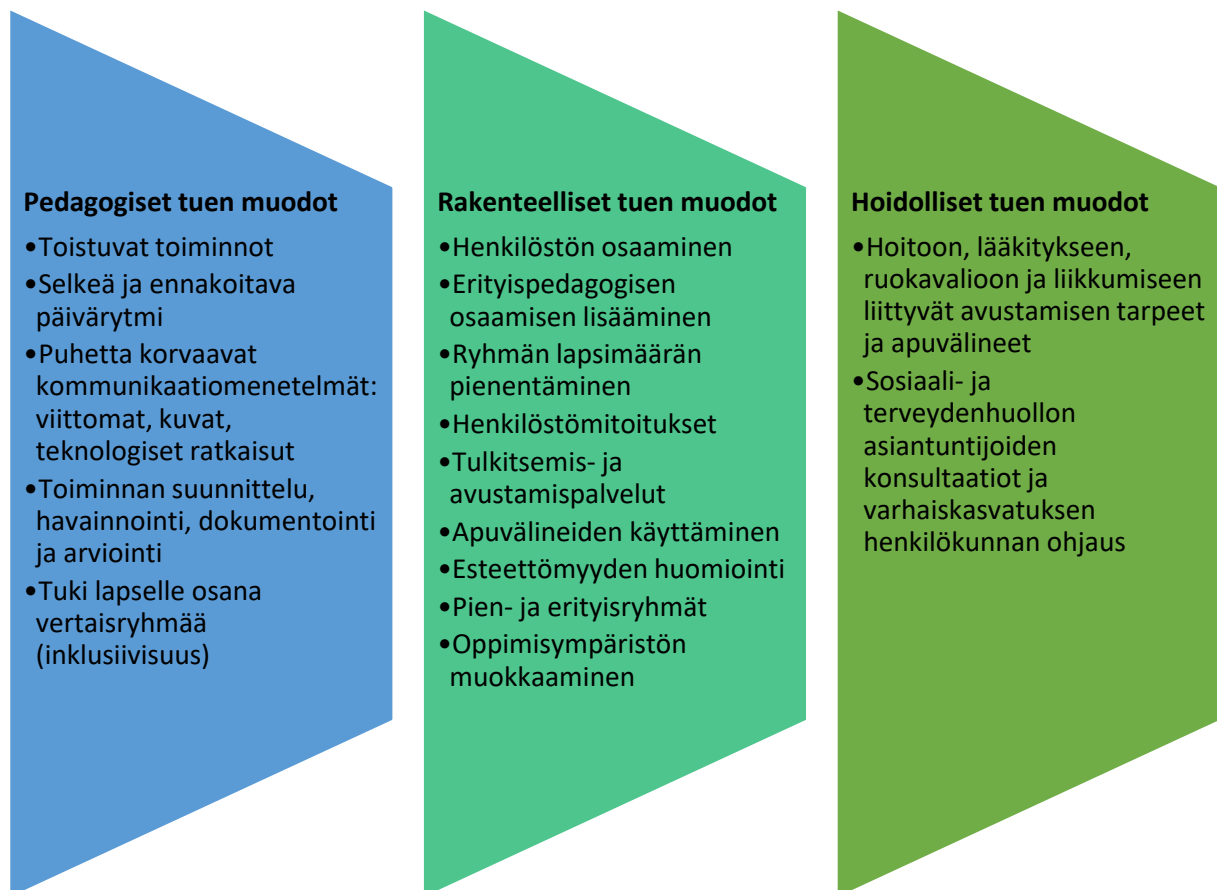 Pedagogiset tuen muodot
•Toistuvat toiminnot
•Selkeä ja ennakoitava
päivärytmi
•Puhetta korvaavat
kommunikaatiomenetelmät:
viittomat, kuvat,
teknologiset ratkaisut
•Toiminnan suunnittelu,
havainnointi, dokumentointi
ja arviointi
•Tuki lapselle osana
vertaisryhmää
(inklusiivisuus)
Rakenteelliset tuen muodot
•Henkilöstön osaaminen
•Erityispedagogisen
osaamisen lisääminen
•Ryhmän lapsimäärän
pienentäminen
•Henkilöstömitoitukset
•Tulkitsemis- ja
avustamispalvelut
•Apuvälineiden käyttäminen
•Esteettömyyden huomiointi
•Pien- ja erityisryhmät
•Oppimisympäristön
muokkaaminen
Hoidolliset tuen muodot
•Hoitoon, lääkitykseen,
ruokavalioon ja liikkumiseen
liittyvät avustamisen tarpeet
ja apuvälineet
•Sosiaali- ja
terveydenhuollon
asiantuntijoiden
konsultaatiot ja
varhaiskasvatuksen
henkilökunnan ohjaus